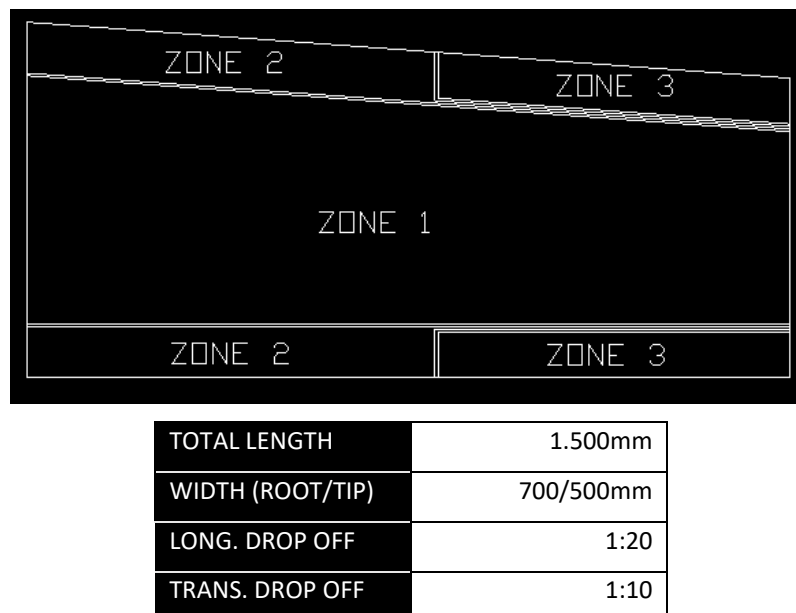 ZONE 2
ZONE 3
ZONE 1
ZONE 2
ZONE 3
TOTAL LENGTH 1.500mm
WIDTH (ROOT/TIP) 700/500mm
LONG. DROP OFF 1:20
TRANS. DROP OFF 1:10